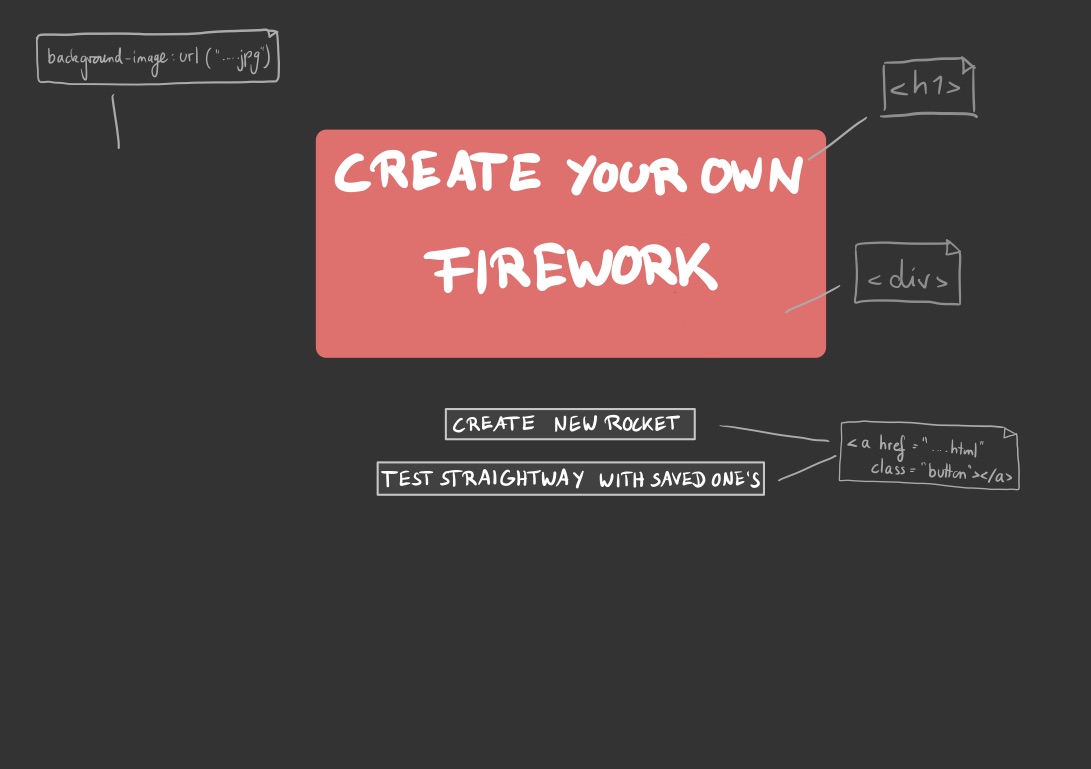 background-image: url ("....jpg")
<h1>
CREATE YOUR OWN
FIREWORK
<div>
CREATE NEW ROCKET
TEST STRAIGHTWAY WITH SAVED ONE'S
<a href="....html"
class="button"></a>